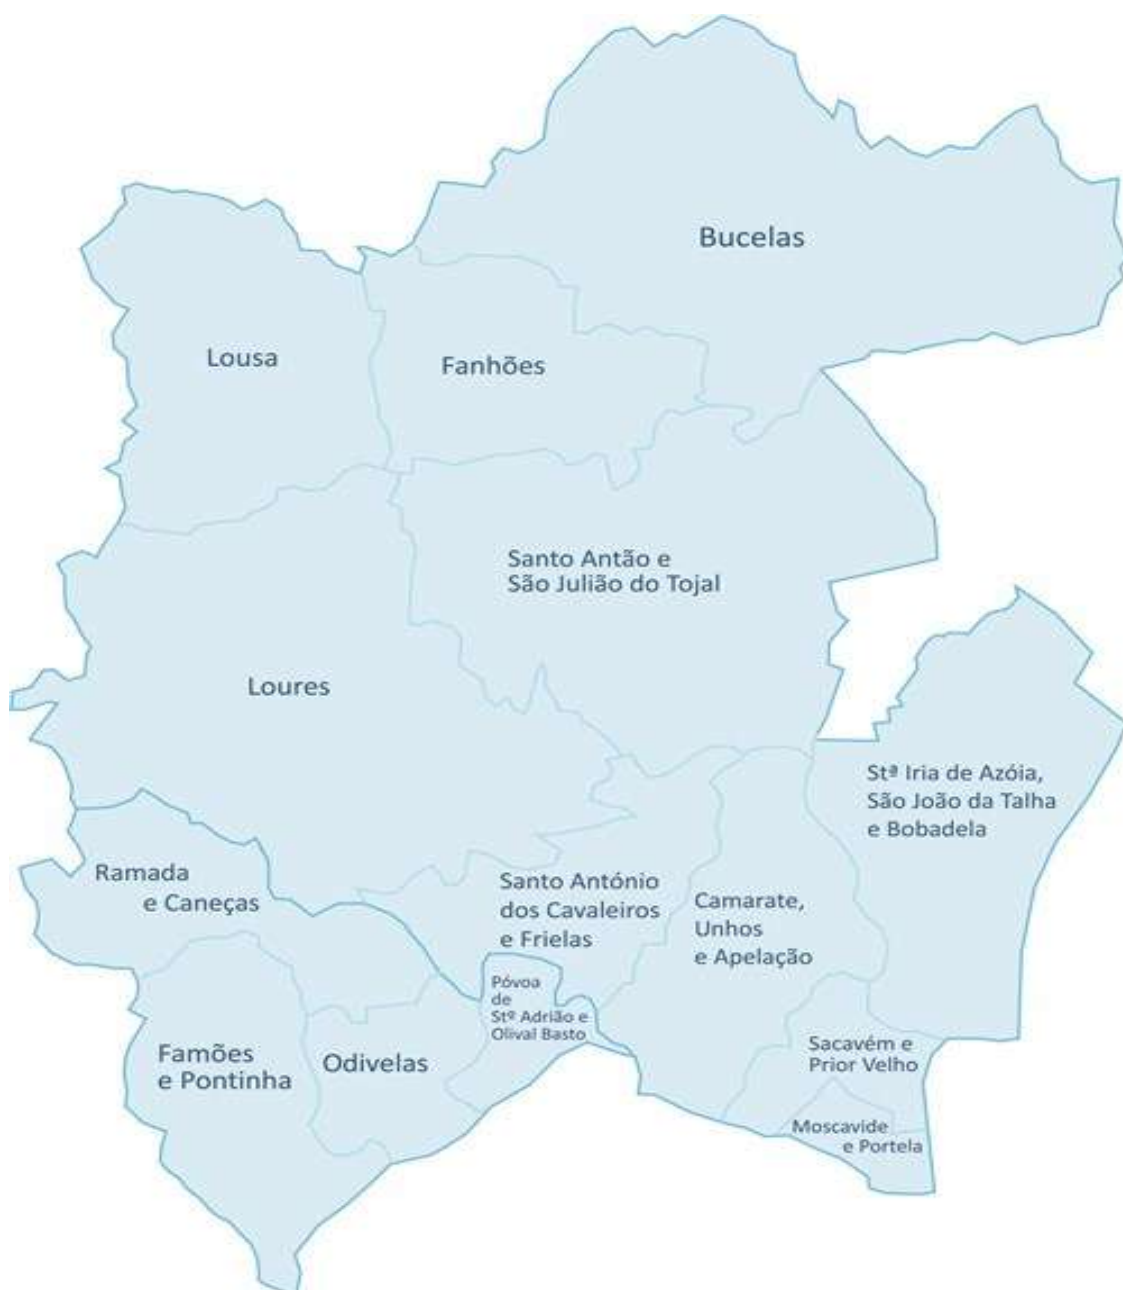 Bucelas
Lousa
Fanhões
Santo Antão e
São Julião do Tojal
Loures
Stª Iria de Azóia,
São João da Talha
e Bobadela
Ramada
e Caneças
Santo António
dos Cavaleiros
e Frielas
Camarate,
Unhos
e Apelação
Póvoa
de
Stº Adrião e
Olival Basto
Famões
e Pontinha
Odivelas
Sacavém e
Prior Velho
Moscavide
e Portela